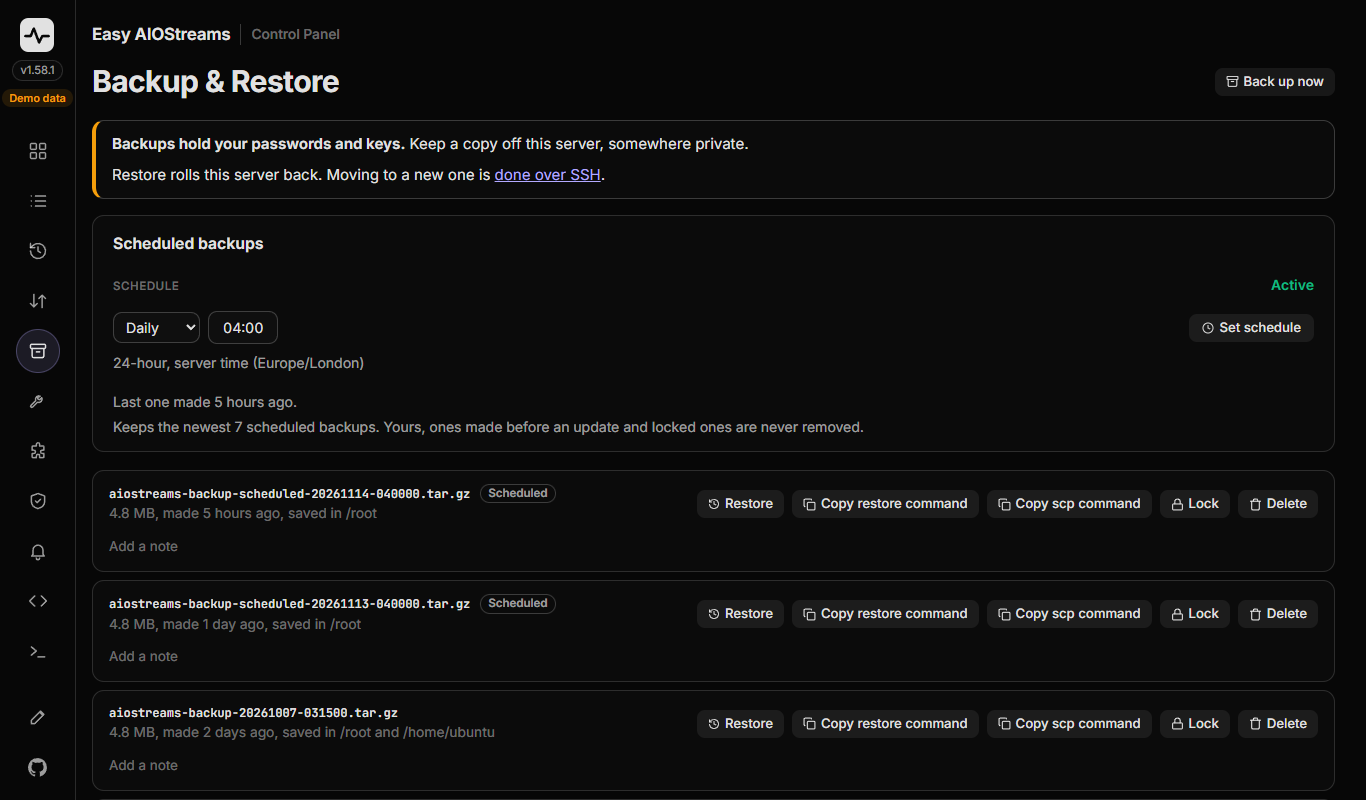 Easy AIOStreams
Control Panel
v1.58.1
Demo data
Backup & Restore
Back up now
Backups hold your passwords and keys. Keep a copy off this server, somewhere private.
Restore rolls this server back. Moving to a new one is done over SSH.
Scheduled backups
SCHEDULE
Active
Daily
04:00
Set schedule
24-hour, server time (Europe/London)
Last one made 5 hours ago.
Keeps the newest 7 scheduled backups. Yours, ones made before an update and locked ones are never removed.
aiostreams-backup-scheduled-20261114-040000.tar.gz Scheduled
4.8 MB, made 5 hours ago, saved in /root
Restore Copy restore command Copy scp command Lock Delete
Add a note
aiostreams-backup-scheduled-20261113-040000.tar.gz Scheduled
4.8 MB, made 1 day ago, saved in /root
Restore Copy restore command Copy scp command Lock Delete
Add a note
aiostreams-backup-20261007-031500.tar.gz
4.8 MB, made 2 days ago, saved in /root and /home/ubuntu
Restore Copy restore command Copy scp command Lock Delete
Add a note